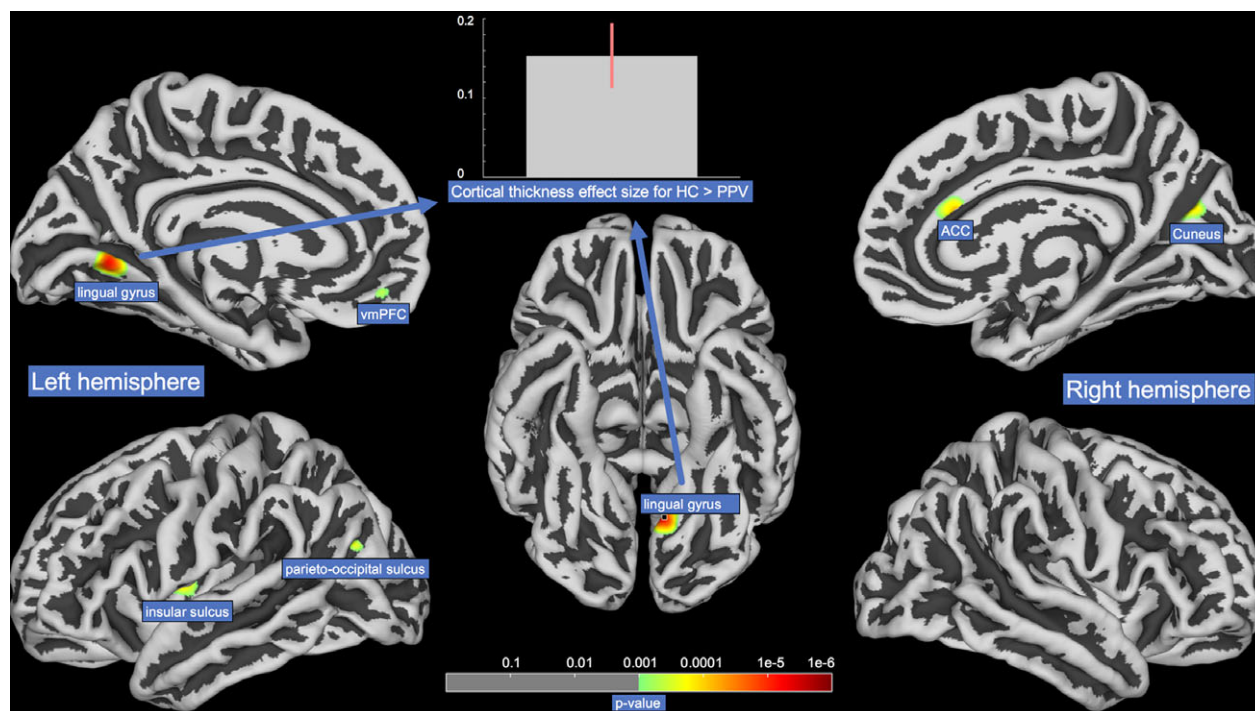 0.2
0.1
0
Cortical thickness effect size for HC > PPV
ACC
Cuneus
lingual gyrus
vmPFC
Left hemisphere
Right hemisphere
lingual gyrus
parieto-occipital sulcus
insular sulcus
0.1 0.01 0.001 0.0001 1e-5 1e-6
p-value